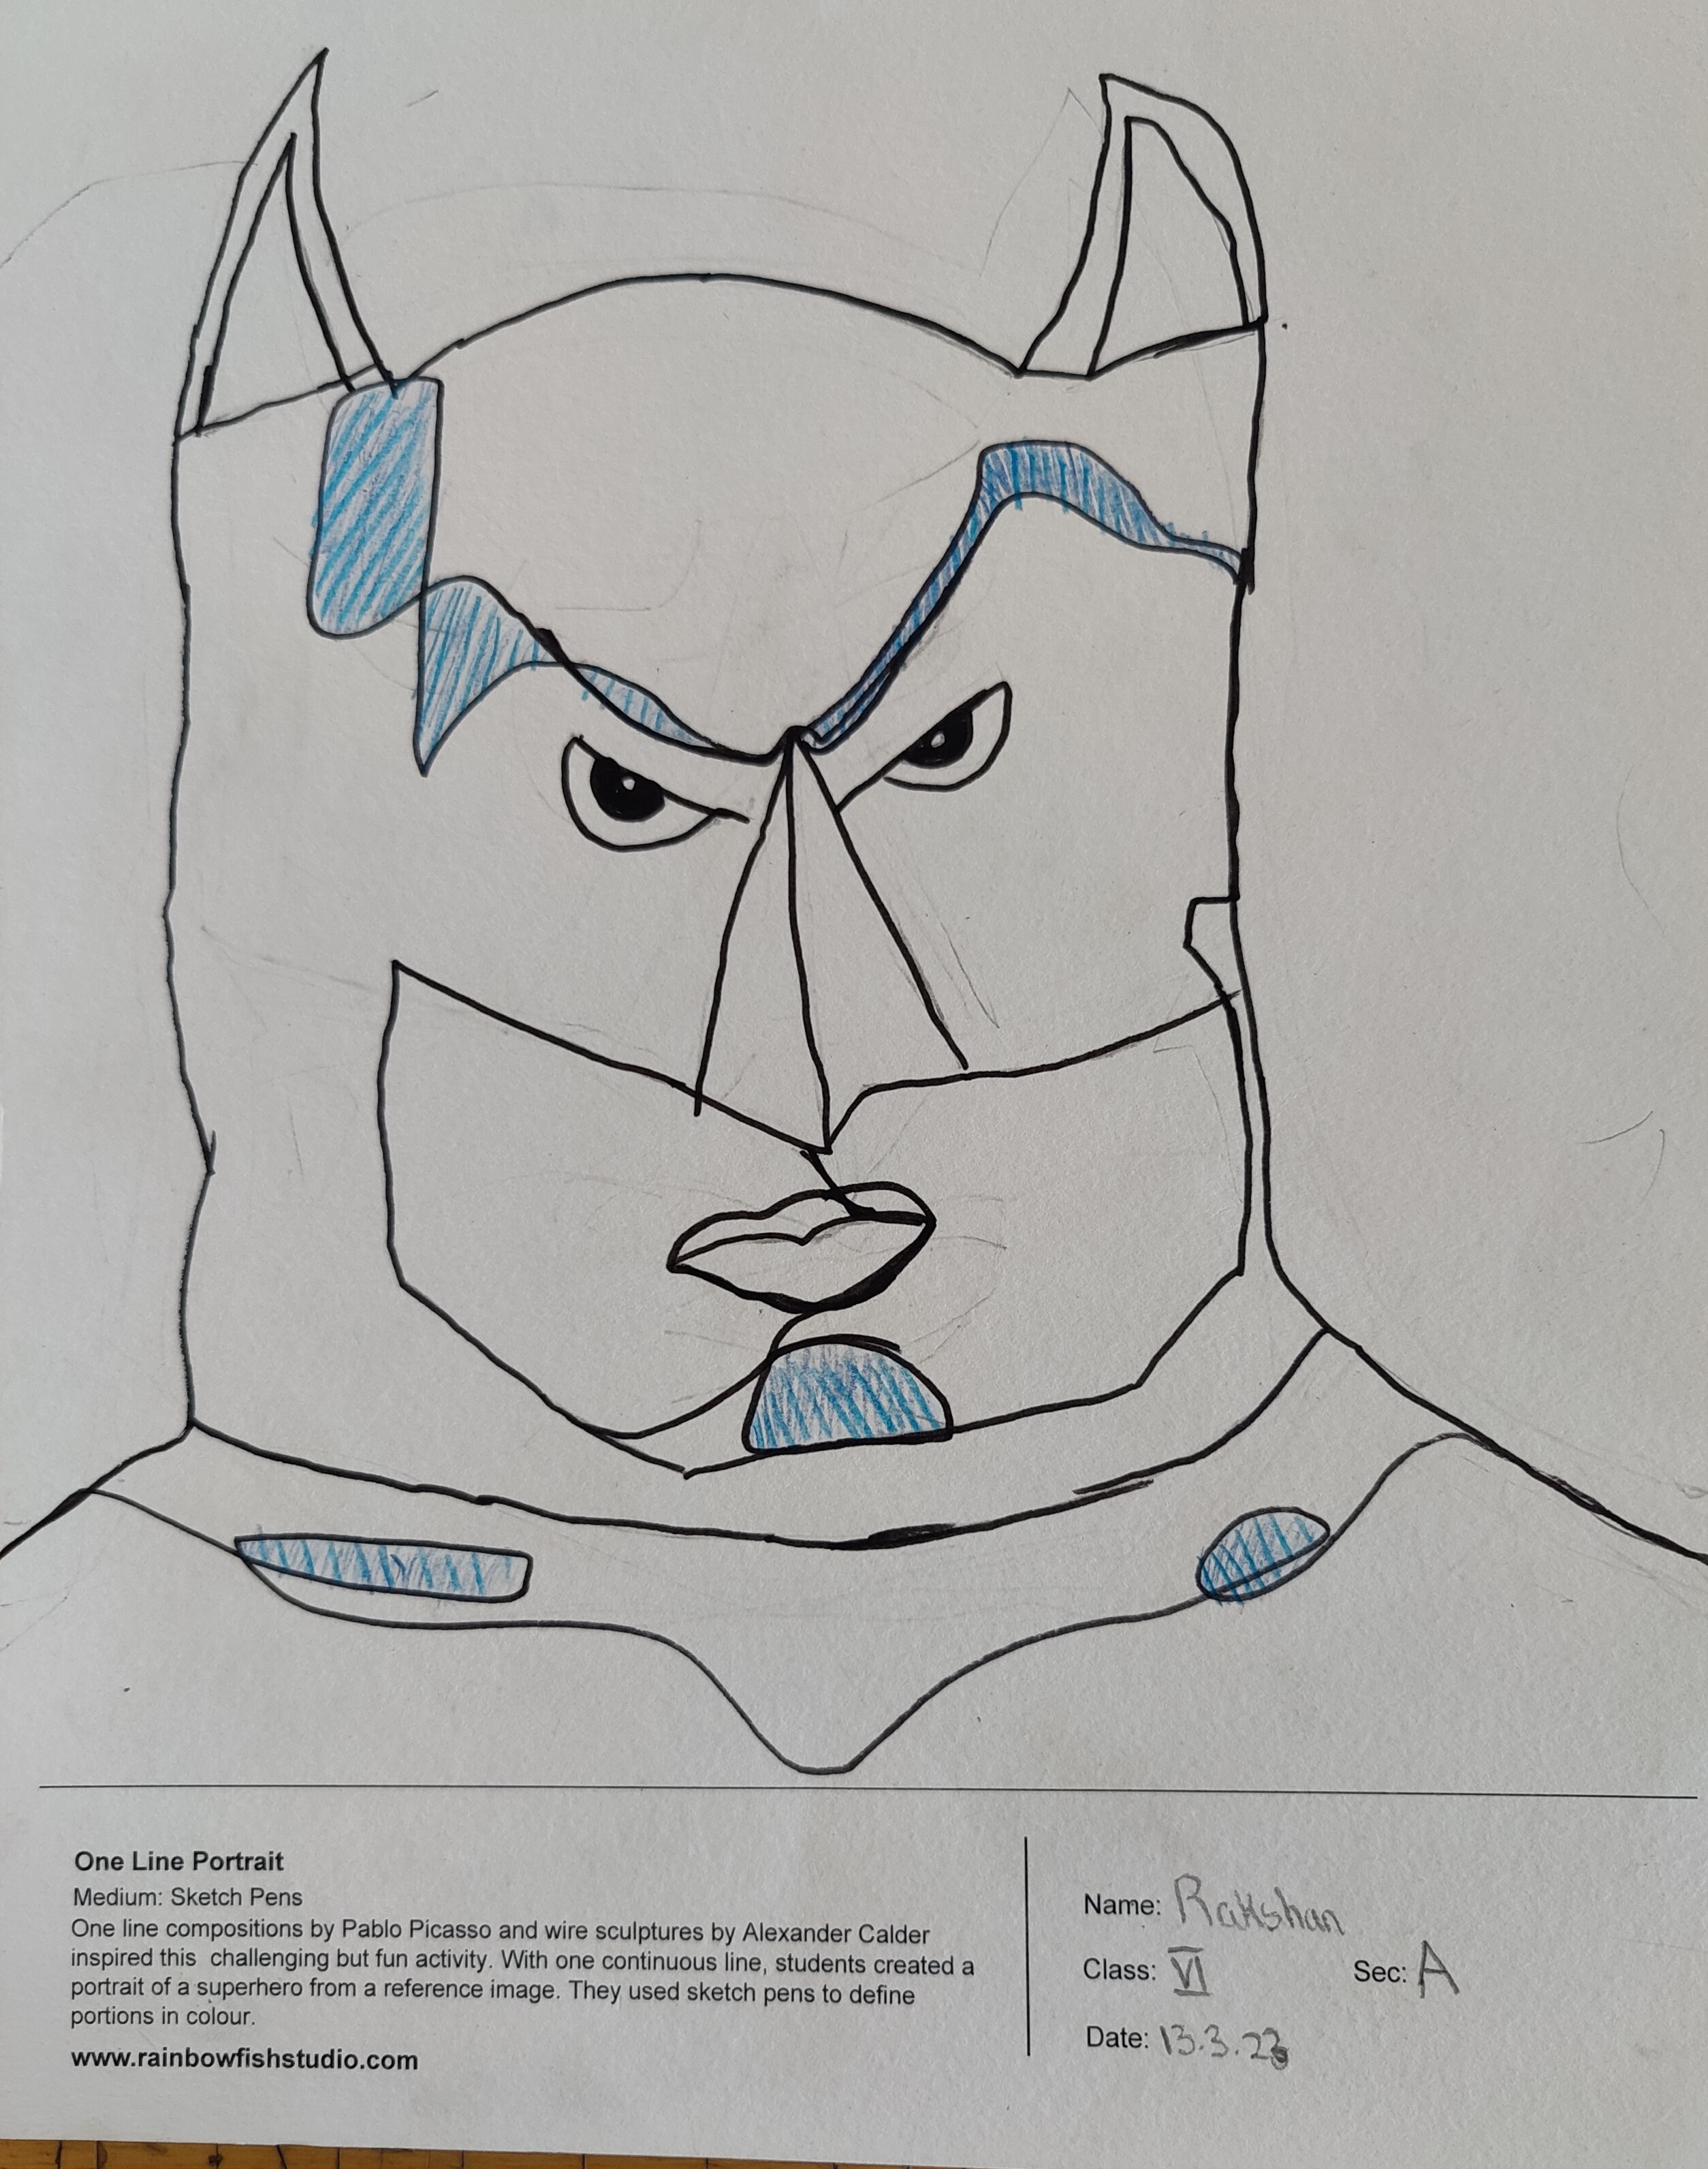 One Line Portrait
Medium: Sketch Pens
One line compositions by Pablo Picasso and wire sculptures by Alexander Calder
inspired this challenging but fun activity. With one continuous line, students created a
portrait of a superhero from a reference image. They used sketch pens to define
portions in colour.
www.rainbowfishstudio.com
Name: Rakshan
Class: VI Sec: A
Date: 13.3.23